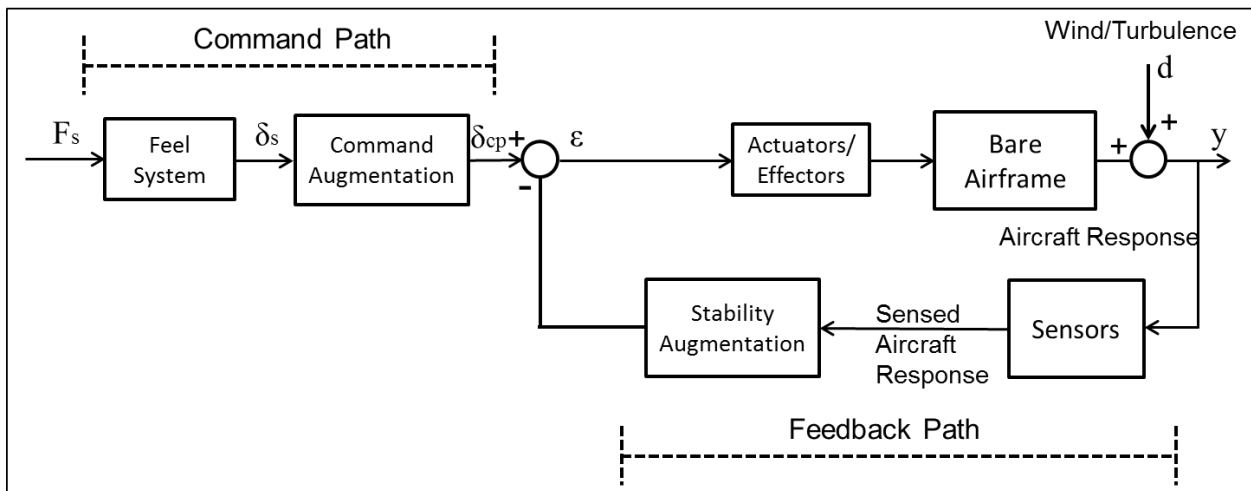 Command Path
Wind/Turbulence
d
+
Fs
Feel
System
δs
Command
Augmentation
δcp+
ε
-
Actuators/
Effectors
Bare
Airframe
+
y
Aircraft Response
Stability
Augmentation
Sensed
Aircraft
Response
Sensors
Feedback Path